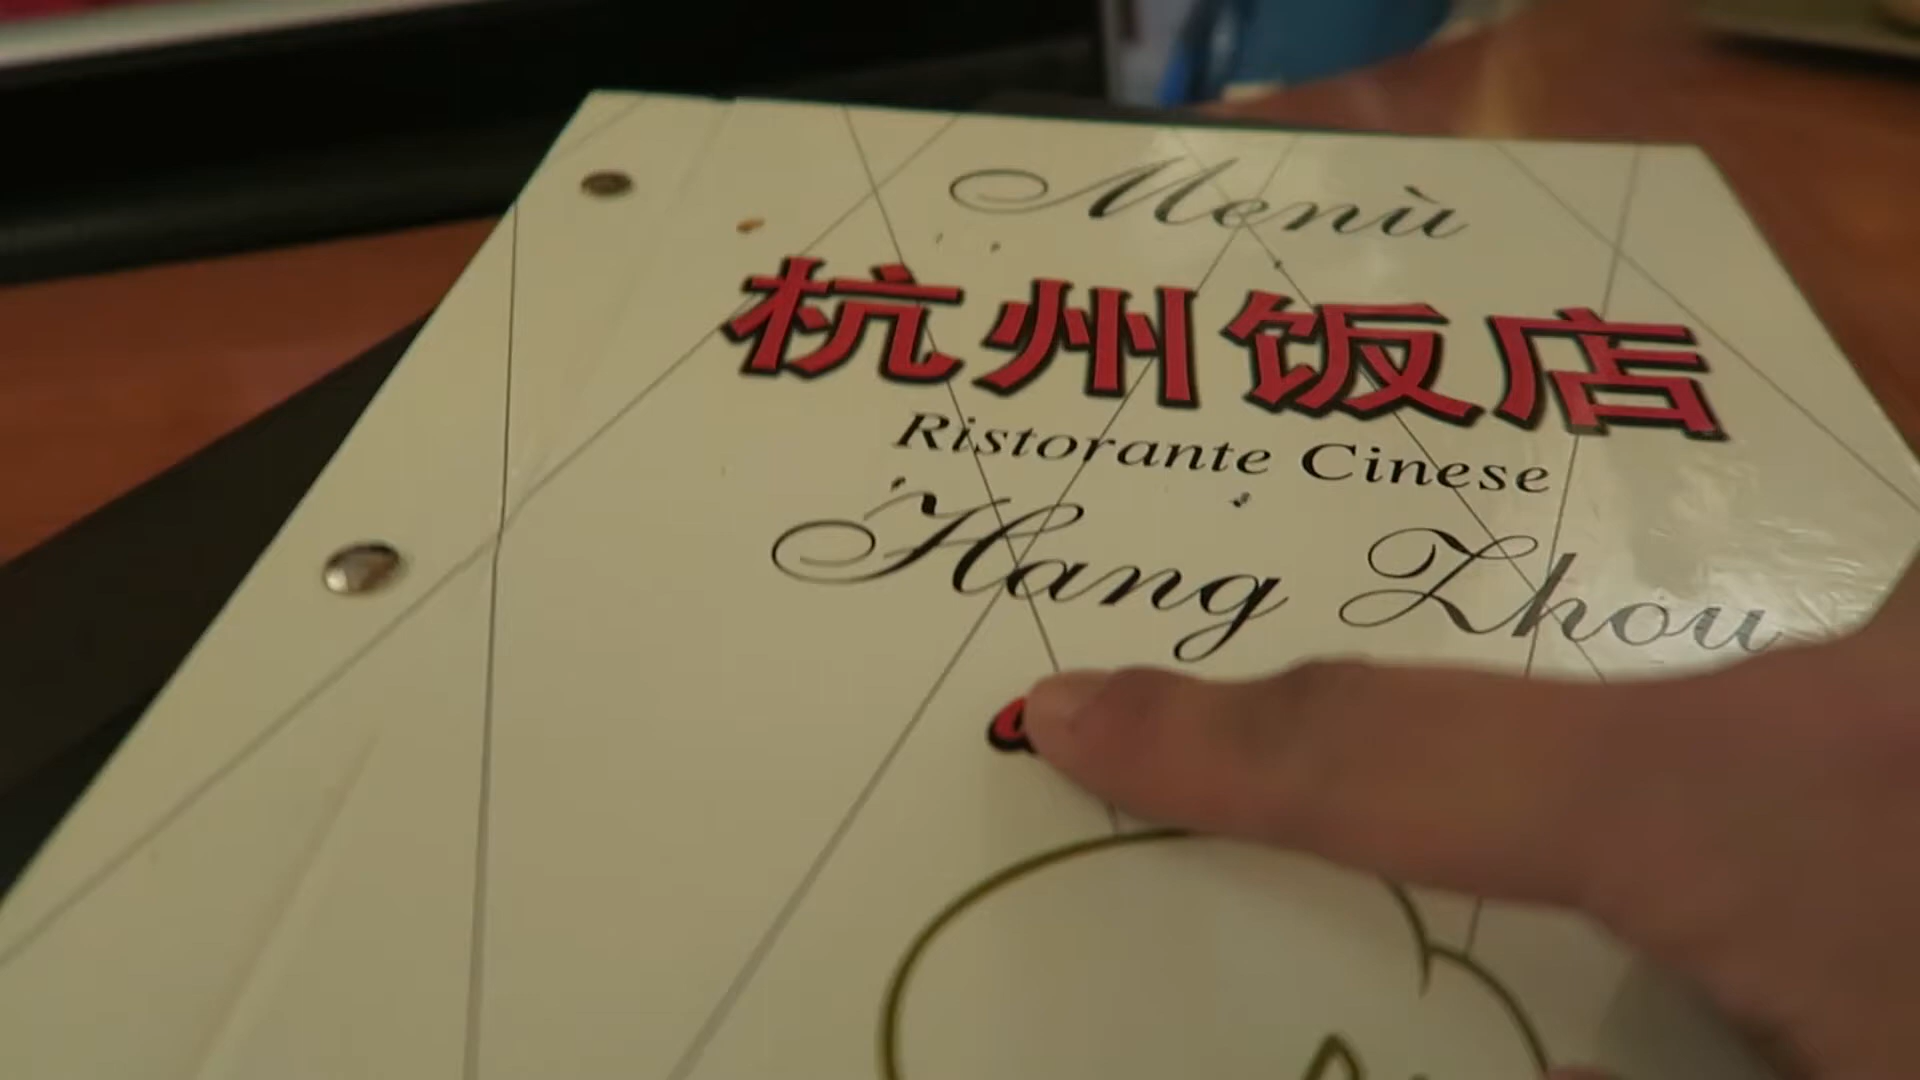 Menù
杭州饭店
Ristorante Cinese
Hang Zhou